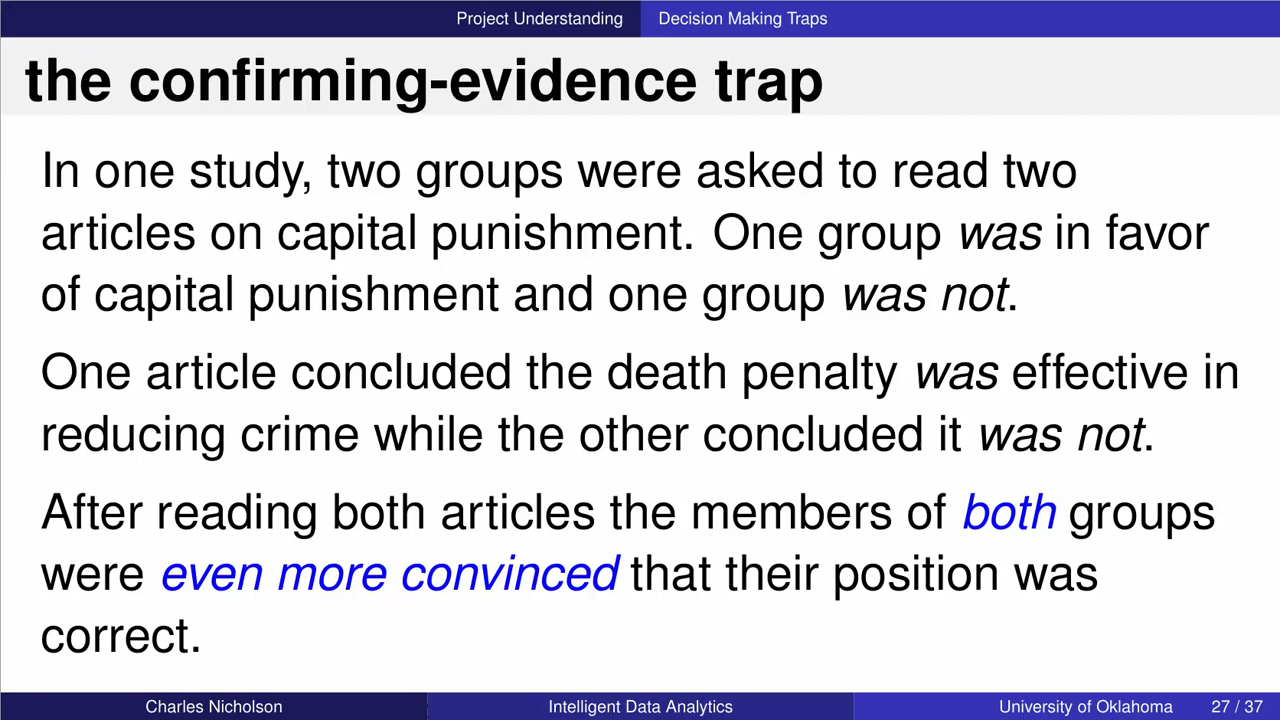 Project Understanding Decision Making Traps
the confirming-evidence trap
In one study, two groups were asked to read two
articles on capital punishment. One group was in favor
of capital punishment and one group was not.
One article concluded the death penalty was effective in
reducing crime while the other concluded it was not.
After reading both articles the members of both groups
were even more convinced that their position was
correct.
Charles Nicholson Intelligent Data Analytics University of Oklahoma 27 / 37